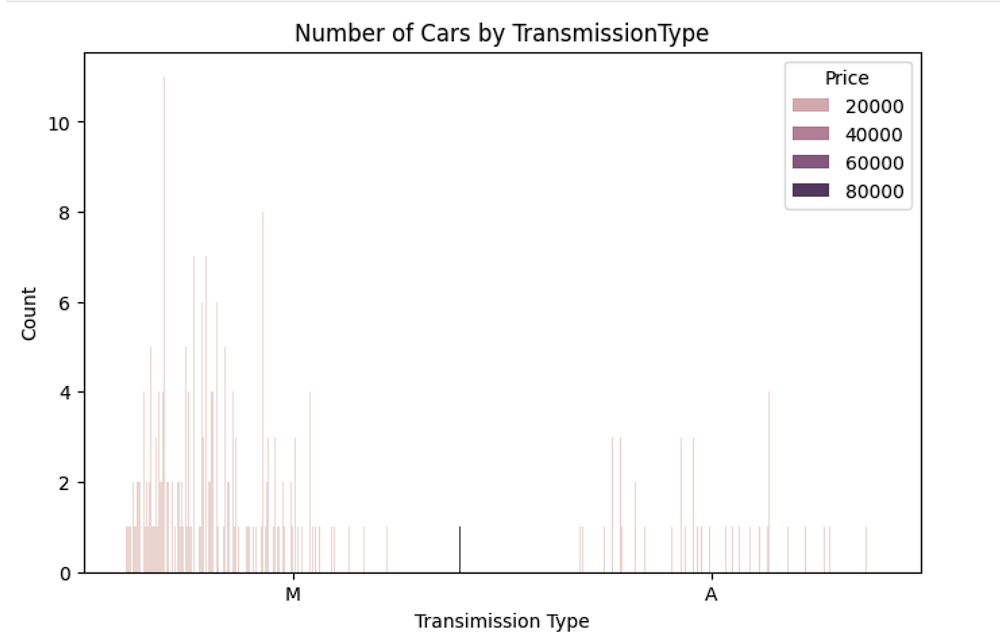 Number of Cars by TransmissionType
Price
20000
40000
60000
80000
10
8
6
4
2
0
Count
M
A
Transimission Type